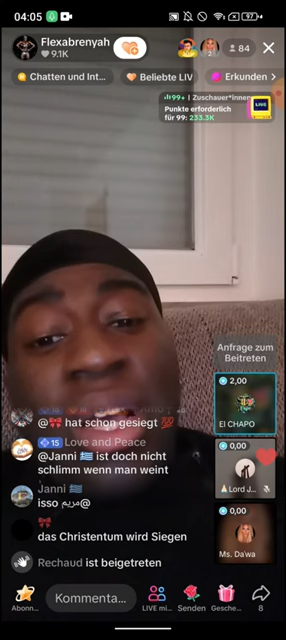 04:05
97
Flexabrenyah
9.1K
84
Chatten und Int...
Beliebte LIV
Erkunden
99+ | Zuschauer*innen
LIVE
Punkte erforderlich
für 99: 233.3K
Anfrage zum
Beitreten
2,00
El CHAPO
@🎀 hat schon gesiegt 💯
15 Love and Peace
@Janni 🇬🇷 ist doch nicht
schlimm wenn man weint
0,00
Lord J...
Janni 🇬🇷
isso مريم@
🎀
das Christentum wird Siegen
0,00
Ms. Da'wa
Rechaud ist beigetreten
Abonn...
Kommenta...
LIVE mi...
Senden
Gesche...
8